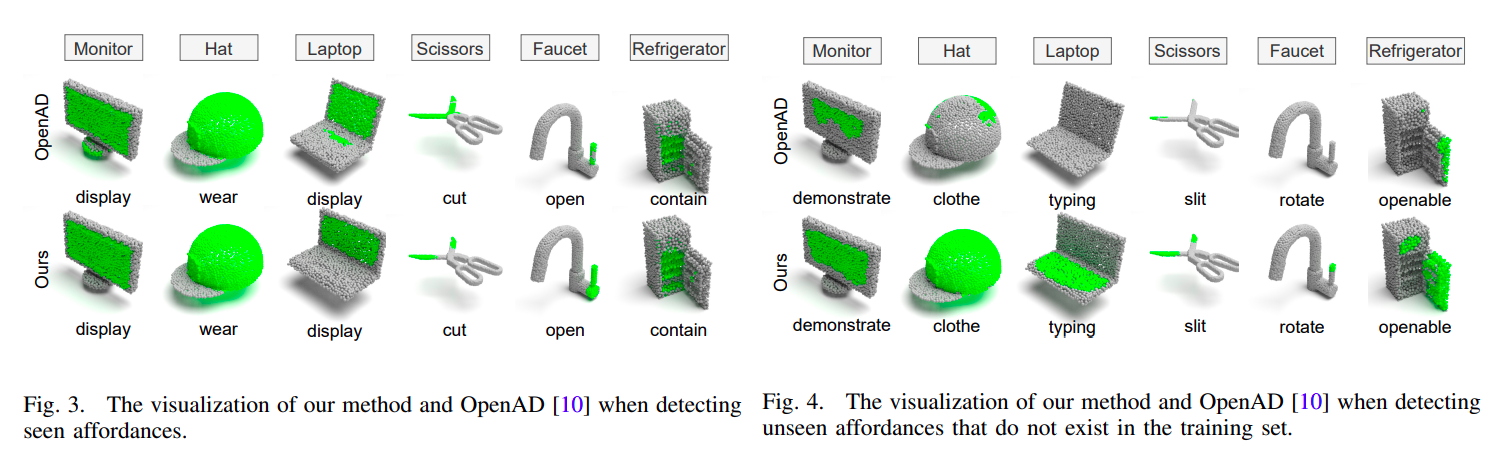 Monitor Hat Laptop Scissors Faucet Refrigerator
OpenAD
display wear display cut open contain
Ours
display wear display cut open contain
Fig. 3. The visualization of our method and OpenAD [10] when detecting
seen affordances.
Monitor Hat Laptop Scissors Faucet Refrigerator
OpenAD
demonstrate clothe typing slit rotate openable
Ours
demonstrate clothe typing slit rotate openable
Fig. 4. The visualization of our method and OpenAD [10] when detecting
unseen affordances that do not exist in the training set.